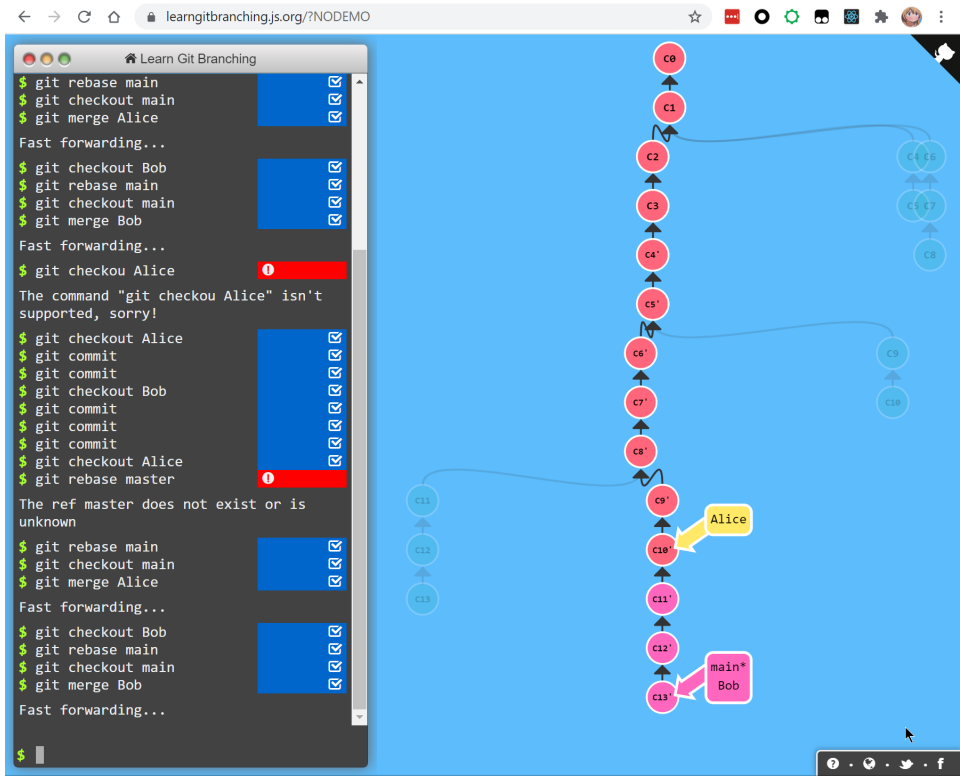 learngitbranching.js.org/?NODEMO
Learn Git Branching
$ git rebase main
$ git checkout main
$ git merge Alice
Fast forwarding...
$ git checkout Bob
$ git rebase main
$ git checkout main
$ git merge Bob
Fast forwarding...
$ git checkou Alice
The command "git checkou Alice" isn't
supported, sorry!
$ git checkout Alice
$ git commit
$ git commit
$ git checkout Bob
$ git commit
$ git commit
$ git commit
$ git checkout Alice
$ git rebase master
The ref master does not exist or is
unknown
$ git rebase main
$ git checkout main
$ git merge Alice
Fast forwarding...
$ git checkout Bob
$ git rebase main
$ git checkout main
$ git merge Bob
Fast forwarding...
$
C0
C1
C2
C4 C6
C3
C5 C7
C4'
C8
C5'
C6'
C9
C7'
C10
C8'
C11
C9'
Alice
C12
C10'
C13
C11'
C12'
main*
Bob
C13'